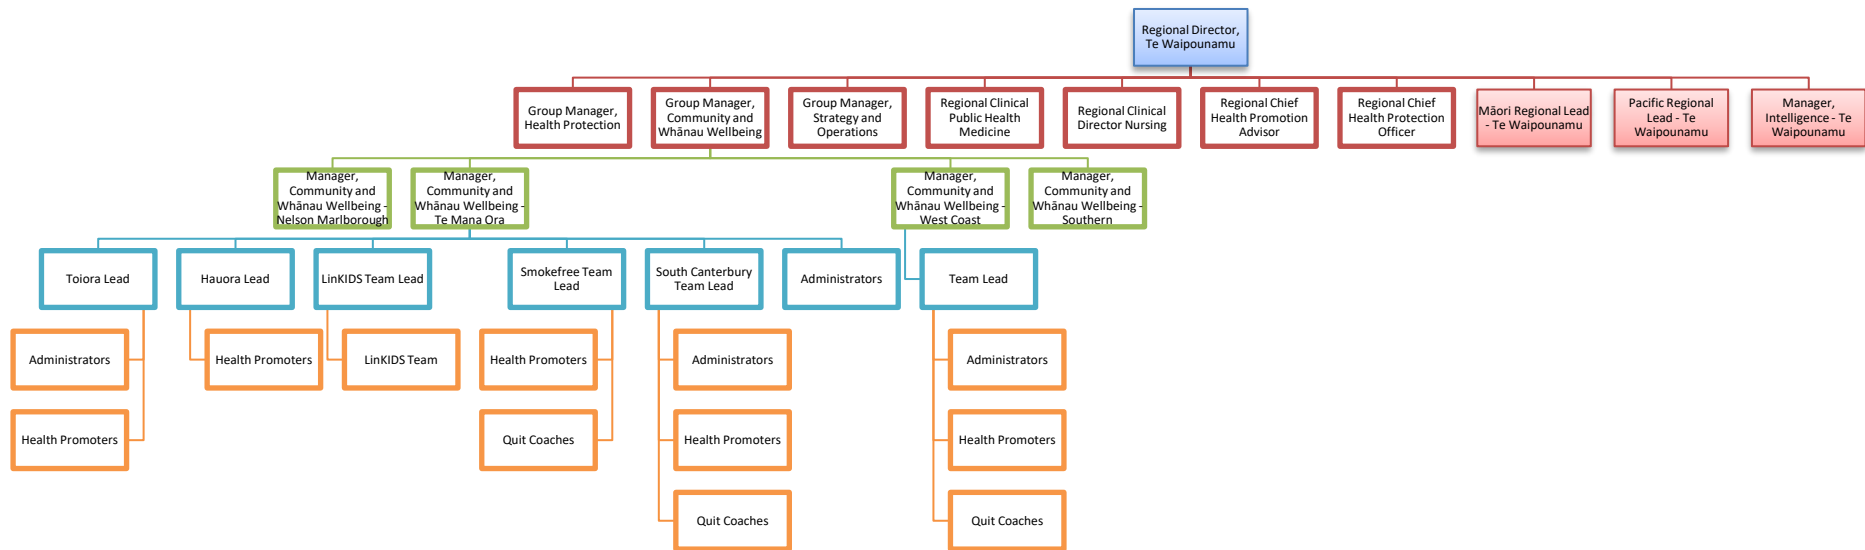 Regional Director,
Te Waipounamu
Group Manager,
Health Protection
Group Manager,
Community and
Whānau Wellbeing
Group Manager,
Strategy and
Operations
Regional Clinical
Public Health
Medicine
Regional Clinical
Director Nursing
Regional Chief
Health Promotion
Advisor
Regional Chief
Health Protection
Officer
Māori Regional Lead
- Te Waipounamu
Pacific Regional
Lead - Te
Waipounamu
Manager,
Intelligence - Te
Waipounamu
Manager,
Community and
Whānau Wellbeing -
Nelson Marlborough
Manager,
Community and
Whānau Wellbeing -
Te Mana Ora
Manager,
Community and
Whānau Wellbeing -
West Coast
Manager,
Community and
Whānau Wellbeing -
Southern
Toiora Lead
Hauora Lead
LinKIDS Team Lead
Smokefree Team
Lead
South Canterbury
Team Lead
Administrators
Team Lead
Administrators
Health Promoters
LinKIDS Team
Health Promoters
Administrators
Administrators
Health Promoters
Quit Coaches
Health Promoters
Health Promoters
Quit Coaches
Quit Coaches